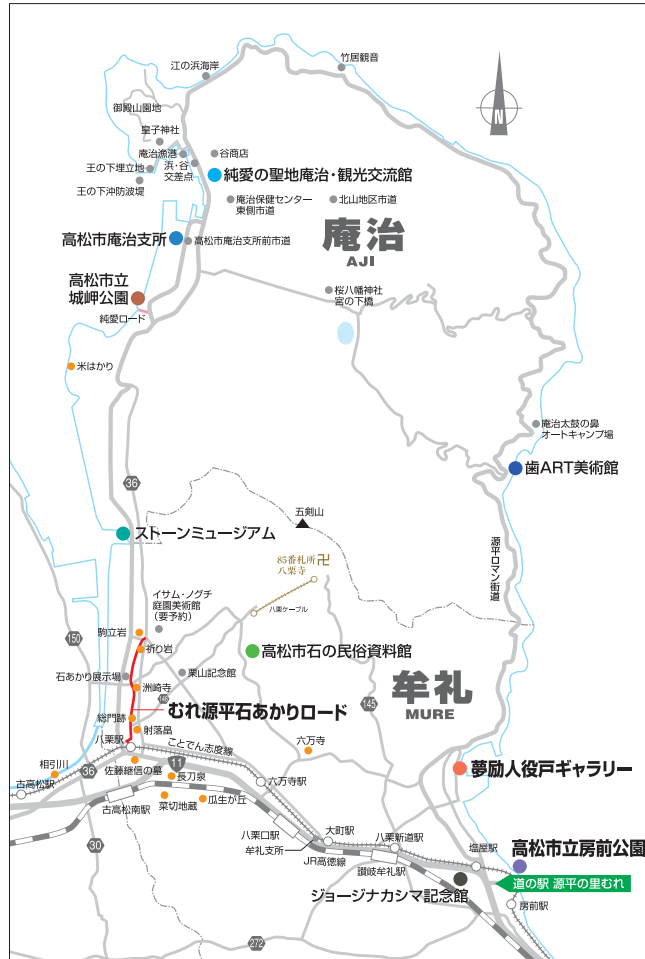 竹居観音
江の浜海岸
N
御殿山園地
皇子神社
庵治漁港
谷商店
浜・谷
交差点
王の下埋立地
王の下沖防波堤
純愛の聖地庵治・観光交流館
庵治保健センター
東側市道
北山地区市道
庵治
AJI
高松市庵治支所
高松市庵治支所前市道
高松市立
城岬公園
桜八幡神社
宮の下橋
純愛ロード
米はかり
庵治太鼓の鼻
オートキャンプ場
歯ART美術館
36
五剣山
ストーンミュージアム
源平ロマン街道
85番札所
八栗寺
八栗ケーブル
イサム・ノグチ
庭園美術館
(要予約)
駒立岩
150
祈り岩
高松市石の民俗資料館
石あかり展示場
栗山記念館
洲崎寺
146
145
牟礼
MURE
むれ源平石あかりロード
総門跡
射落畠
八栗駅
ことでん志度線
六万寺
相引川
36
古高松駅
佐藤継信の墓
11
長刀泉
六万寺駅
夢励人役戸ギャラリー
古高松南駅
菜切地蔵
瓜生が丘
八栗口駅
大町駅
八栗新道駅
牟礼支所
JR高徳線
讃岐牟礼駅
塩屋駅
高松市立房前公園
30
ジョージナカシマ記念館
道の駅 源平の里むれ
房前駅
272